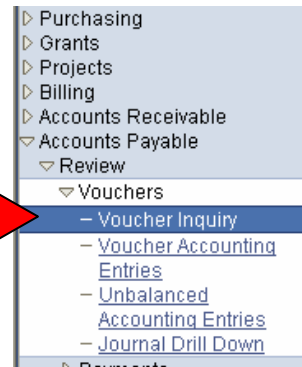 Purchasing
Grants
Projects
Billing
Accounts Receivable
Accounts Payable
Review
Vouchers
– Voucher Inquiry
– Voucher Accounting
Entries
– Unbalanced
Accounting Entries
– Journal Drill Down
Payments